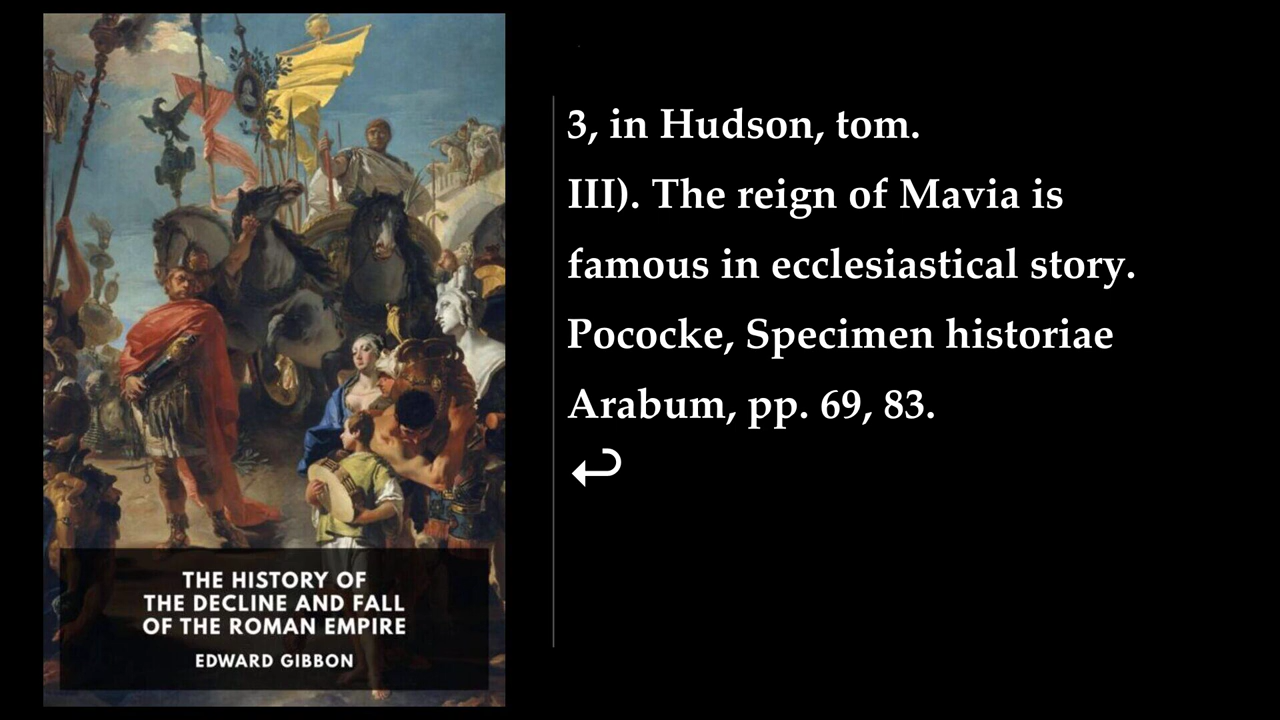 THE HISTORY OF
THE DECLINE AND FALL
OF THE ROMAN EMPIRE
EDWARD GIBBON
3, in Hudson, tom.
III). The reign of Mavia is
famous in ecclesiastical story.
Pococke, Specimen historiae
Arabum, pp. 69, 83.
↩